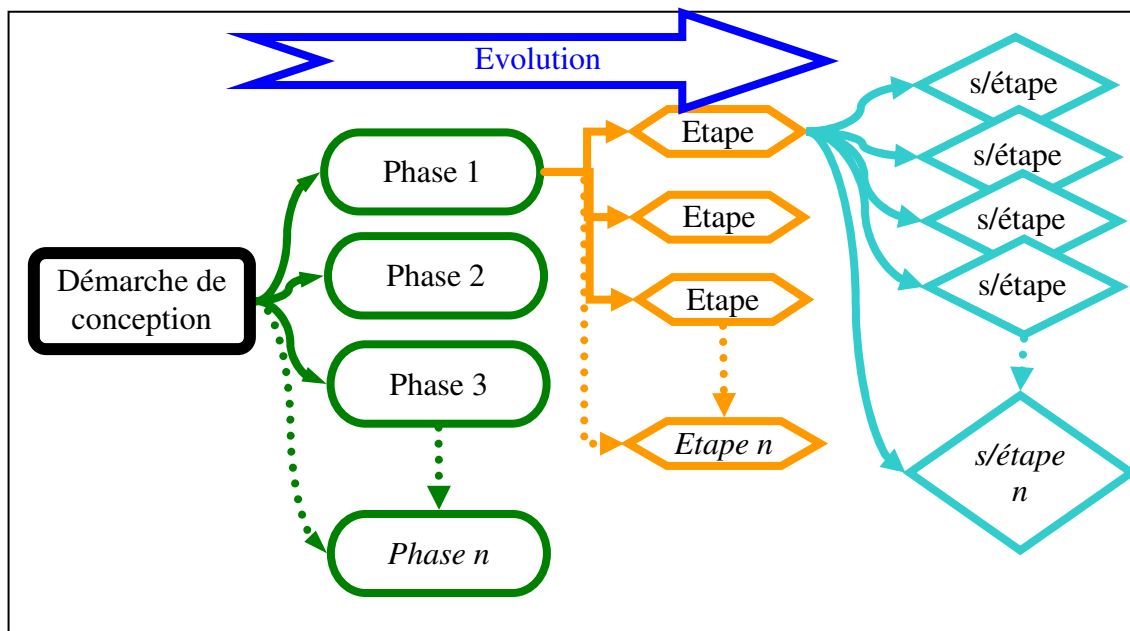 Evolution
Démarche de
conception
Phase 1
Phase 2
Phase 3
Phase n
Etape
Etape
Etape
Etape n
s/étape
s/étape
s/étape
s/étape
s/étape
n